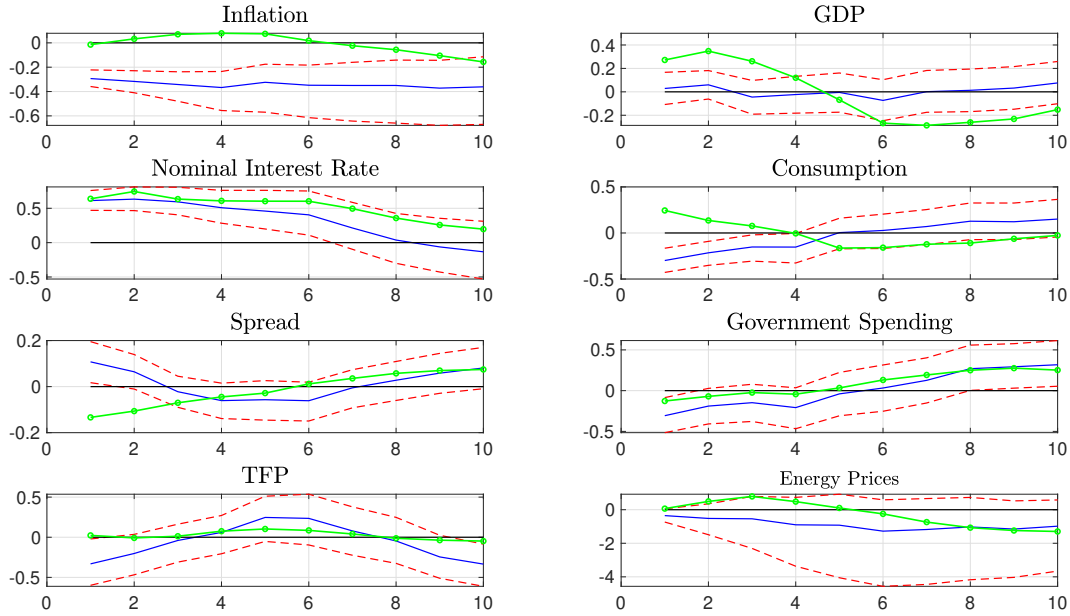 Inflation
0
-0.2
-0.4
-0.6
0 2 4 6 8 10
GDP
0.4
0.2
0
-0.2
0 2 4 6 8 10
Nominal Interest Rate
0.5
0
-0.5
0 2 4 6 8 10
Consumption
0.5
0
-0.5
0 2 4 6 8 10
Spread
0.2
0
-0.2
0 2 4 6 8 10
Government Spending
0.5
0
-0.5
0 2 4 6 8 10
TFP
0.5
0
-0.5
0 2 4 6 8 10
Energy Prices
0
-2
-4
0 2 4 6 8 10